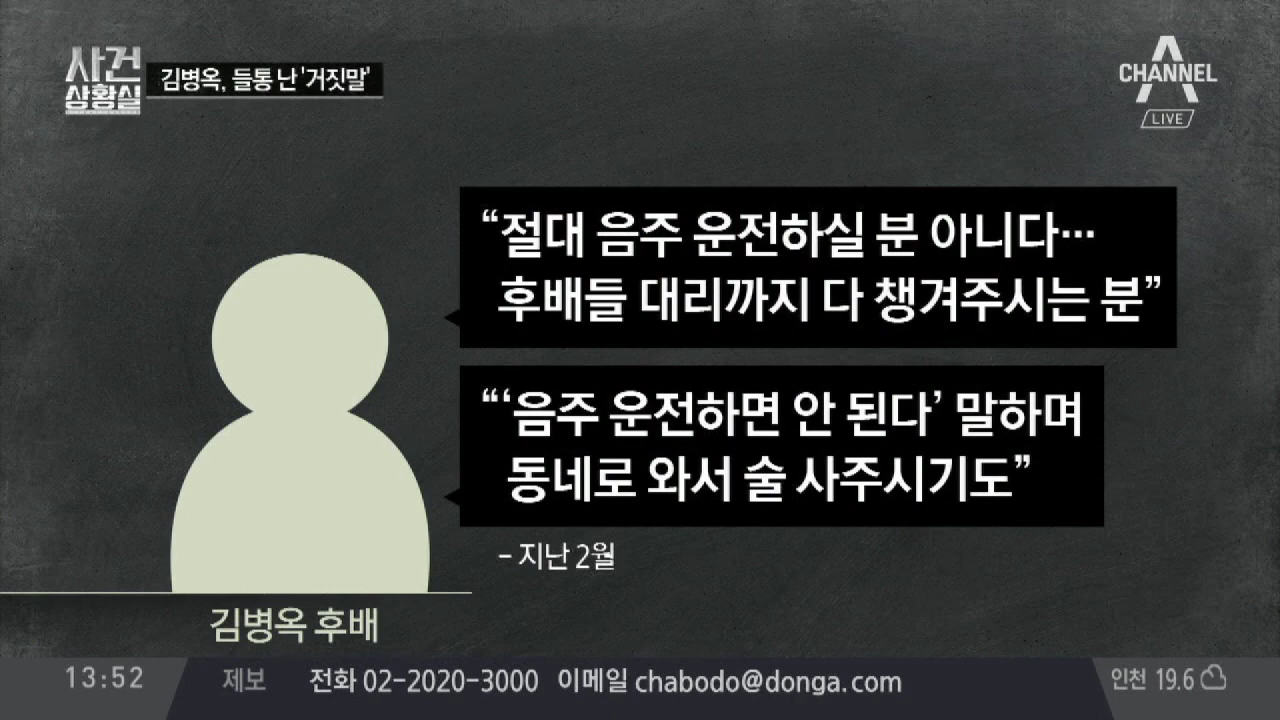 사건
상황실
김병옥, 들통 난 '거짓말'
CHANNEL
A
LIVE
“절대 음주 운전하실 분 아니다…
후배들 대리까지 다 챙겨주시는 분”
“‘음주 운전하면 안 된다’ 말하며
동네로 와서 술 사주시기도”
- 지난 2월
김병옥 후배
13:52 제보 전화 02-2020-3000 이메일 chabodo@donga.com 인천 19.6